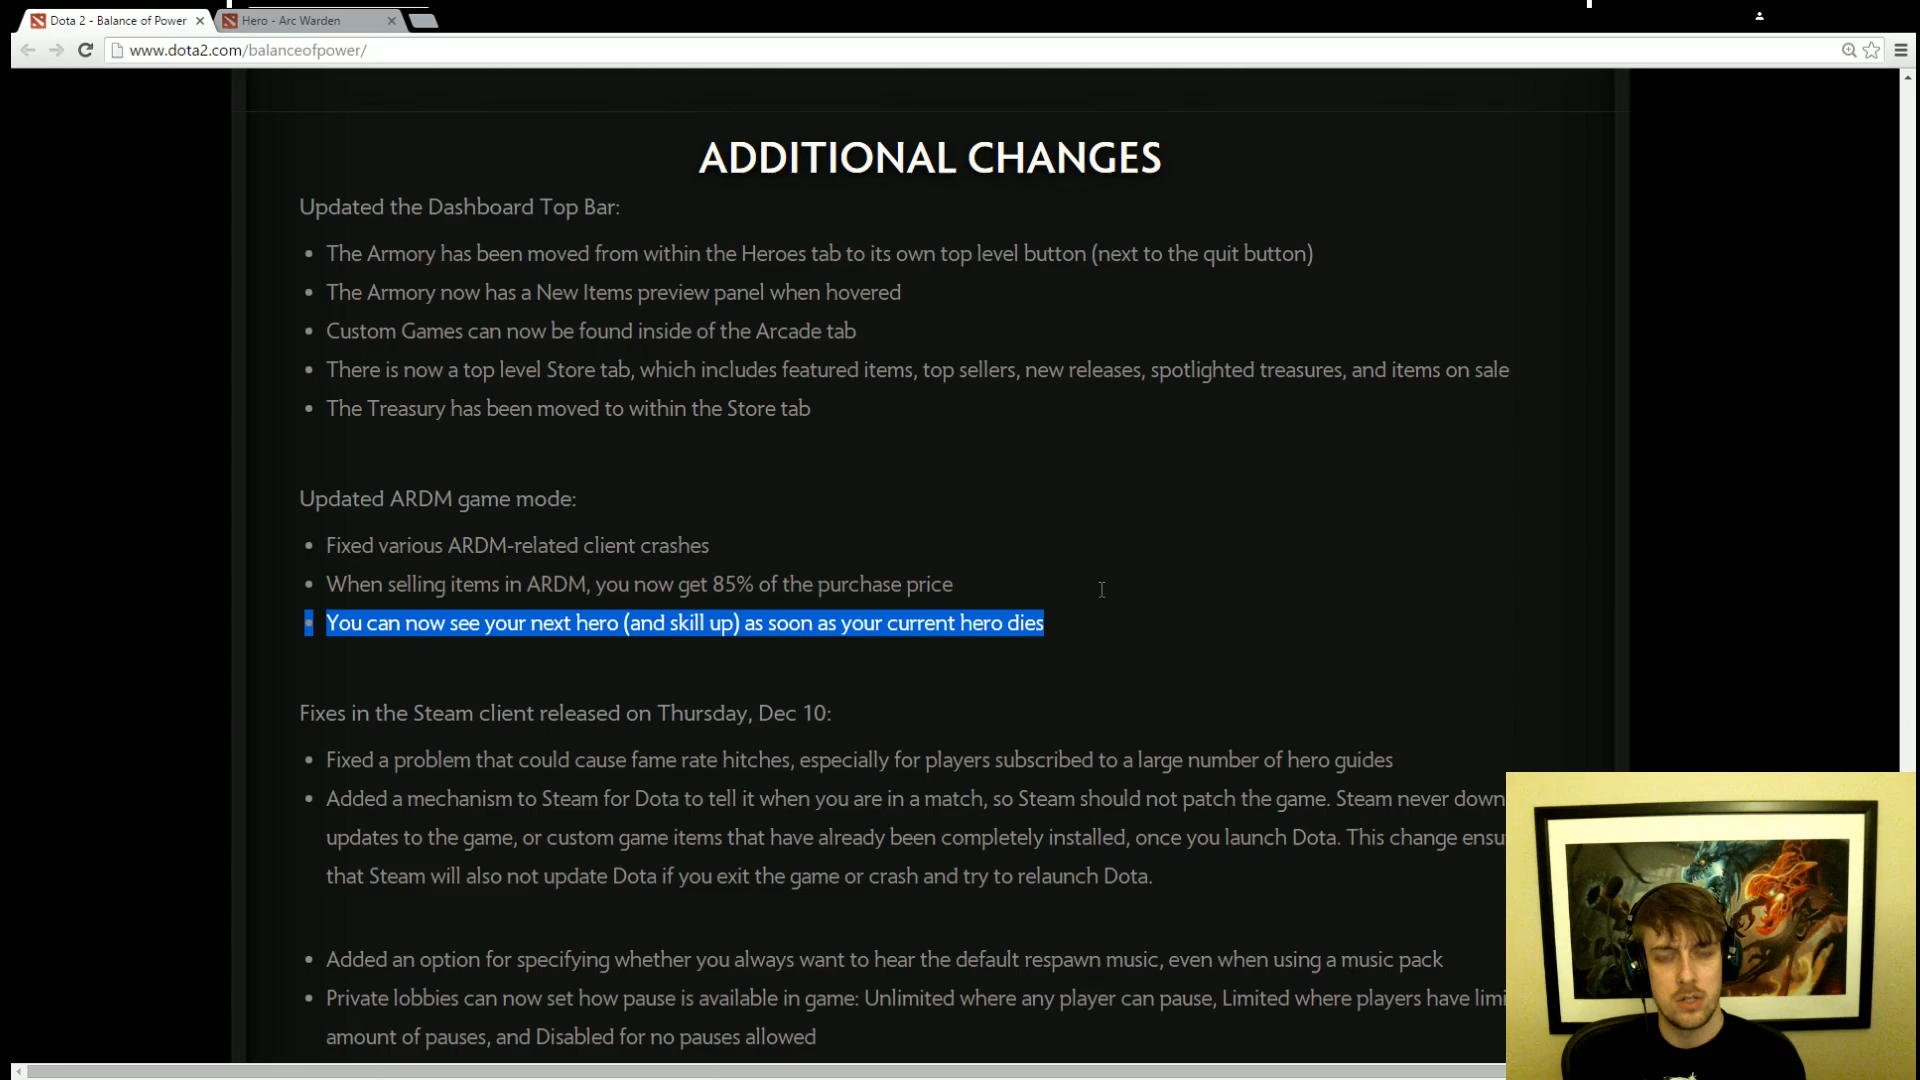 Dota 2 - Balance of Power
Hero - Arc Warden
www.dota2.com/balanceofpower/
ADDITIONAL CHANGES
Updated the Dashboard Top Bar:
• The Armory has been moved from within the Heroes tab to its own top level button (next to the quit button)
• The Armory now has a New Items preview panel when hovered
• Custom Games can now be found inside of the Arcade tab
• There is now a top level Store tab, which includes featured items, top sellers, new releases, spotlighted treasures, and items on sale
• The Treasury has been moved to within the Store tab
Updated ARDM game mode:
• Fixed various ARDM-related client crashes
• When selling items in ARDM, you now get 85% of the purchase price
• You can now see your next hero (and skill up) as soon as your current hero dies
Fixes in the Steam client released on Thursday, Dec 10:
• Fixed a problem that could cause fame rate hitches, especially for players subscribed to a large number of hero guides
• Added a mechanism to Steam for Dota to tell it when you are in a match, so Steam should not patch the game. Steam never down
updates to the game, or custom game items that have already been completely installed, once you launch Dota. This change ensu
that Steam will also not update Dota if you exit the game or crash and try to relaunch Dota.
• Added an option for specifying whether you always want to hear the default respawn music, even when using a music pack
• Private lobbies can now set how pause is available in game: Unlimited where any player can pause, Limited where players have limi
amount of pauses, and Disabled for no pauses allowed